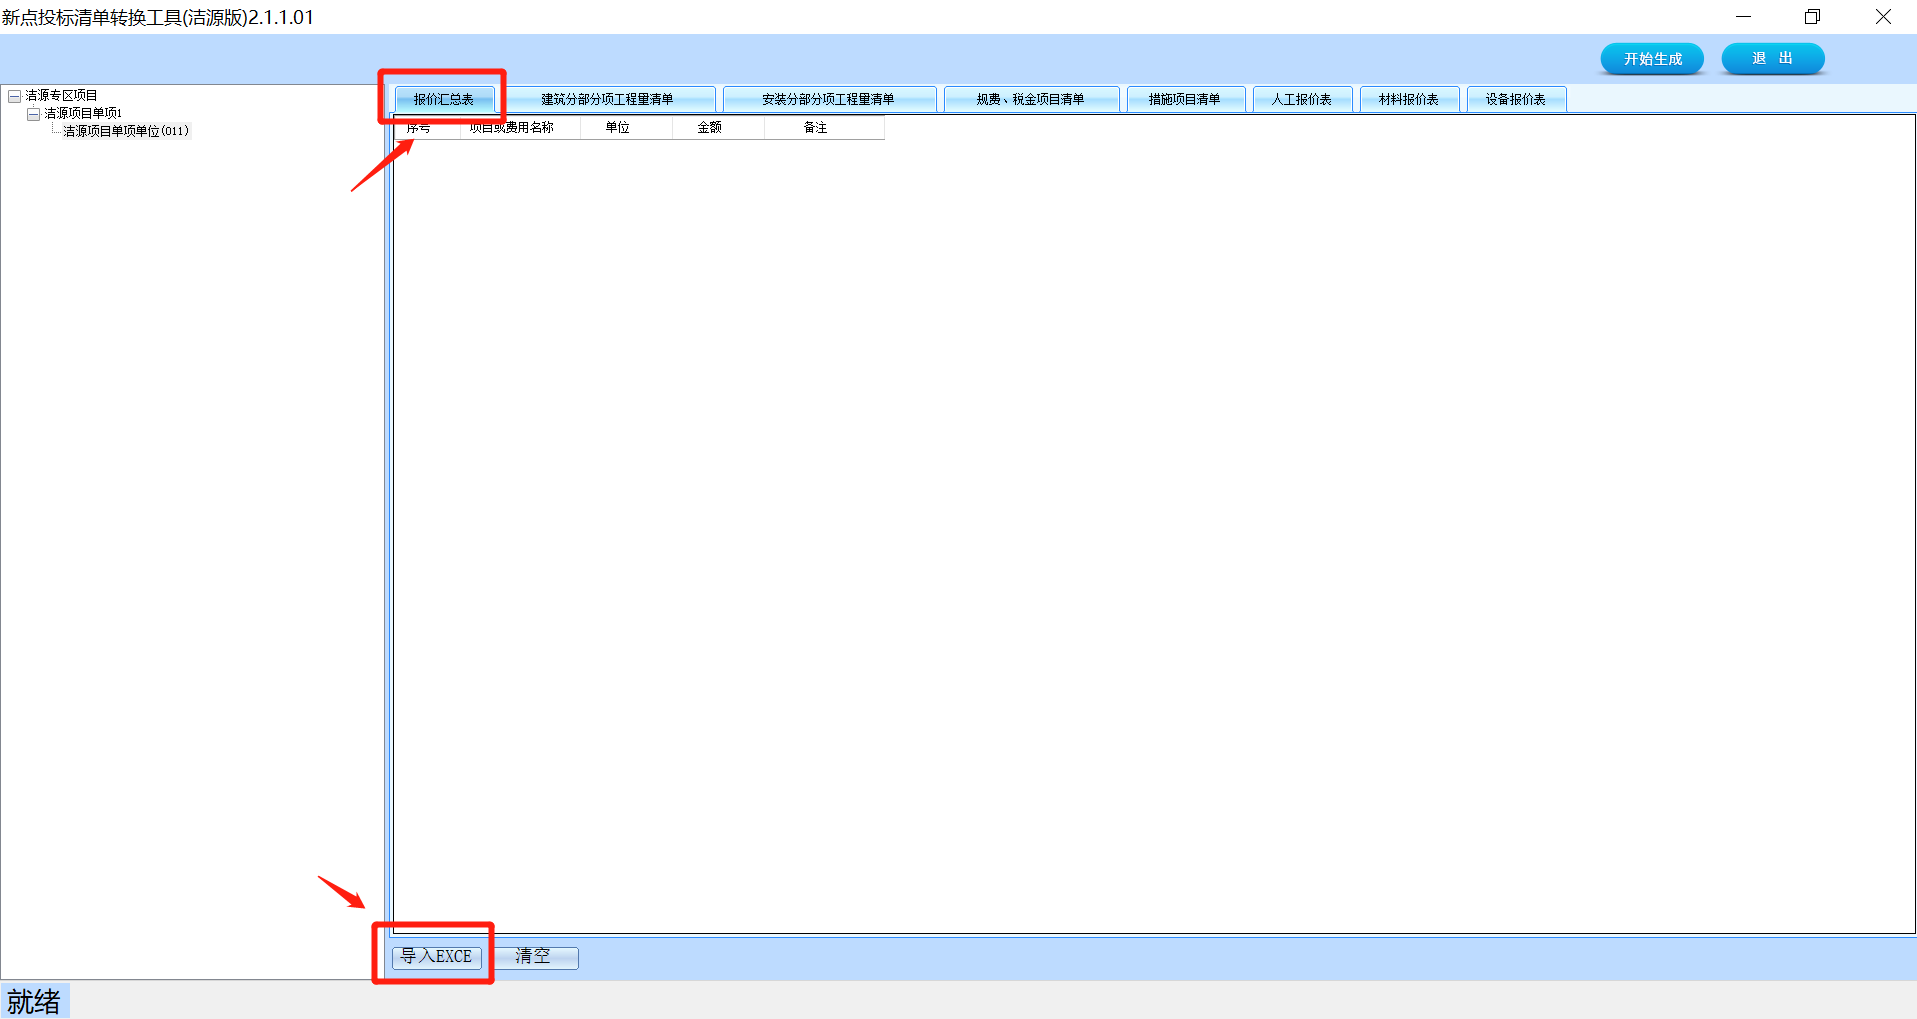 新点投标清单转换工具(洁源版)2.1.1.01
开始生成
退 出
洁源专区项目
洁源项目单项1
洁源项目单项单位(011)
报价汇总表
建筑分部分项工程量清单
安装分部分项工程量清单
规费、税金项目清单
措施项目清单
人工报价表
材料报价表
设备报价表
序号
项目或费用名称
单位
金额
备注
导入EXCE
清空
就绪